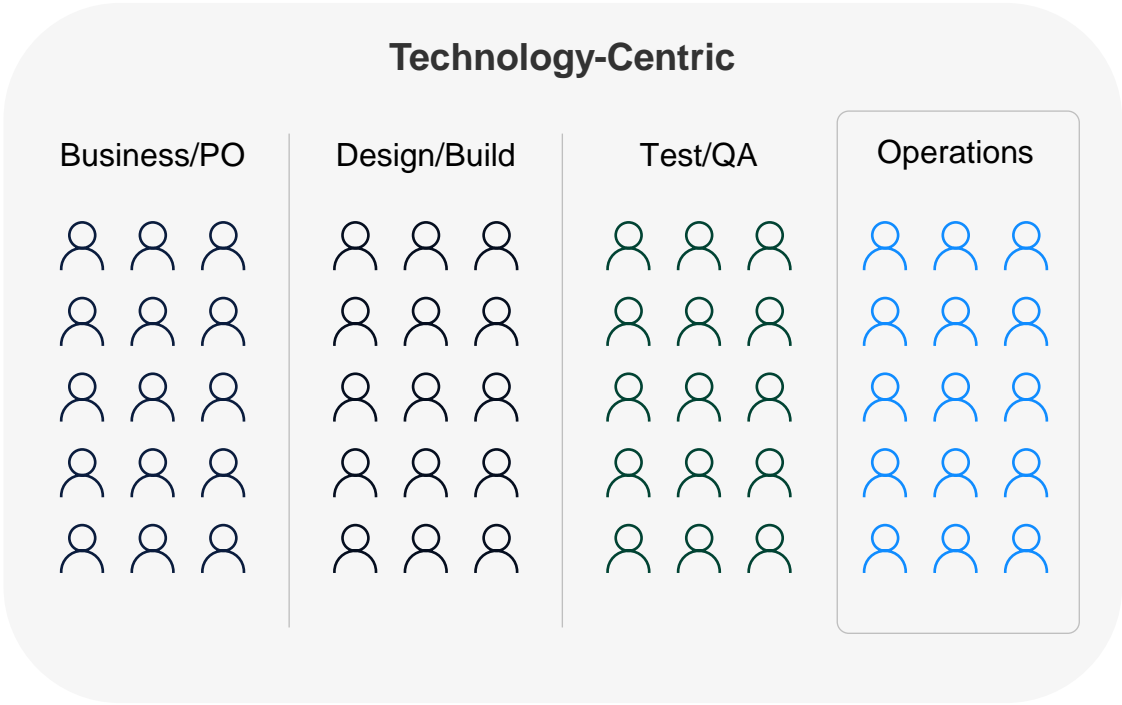 Technology-Centric
Business/PO
Design/Build
Test/QA
Operations